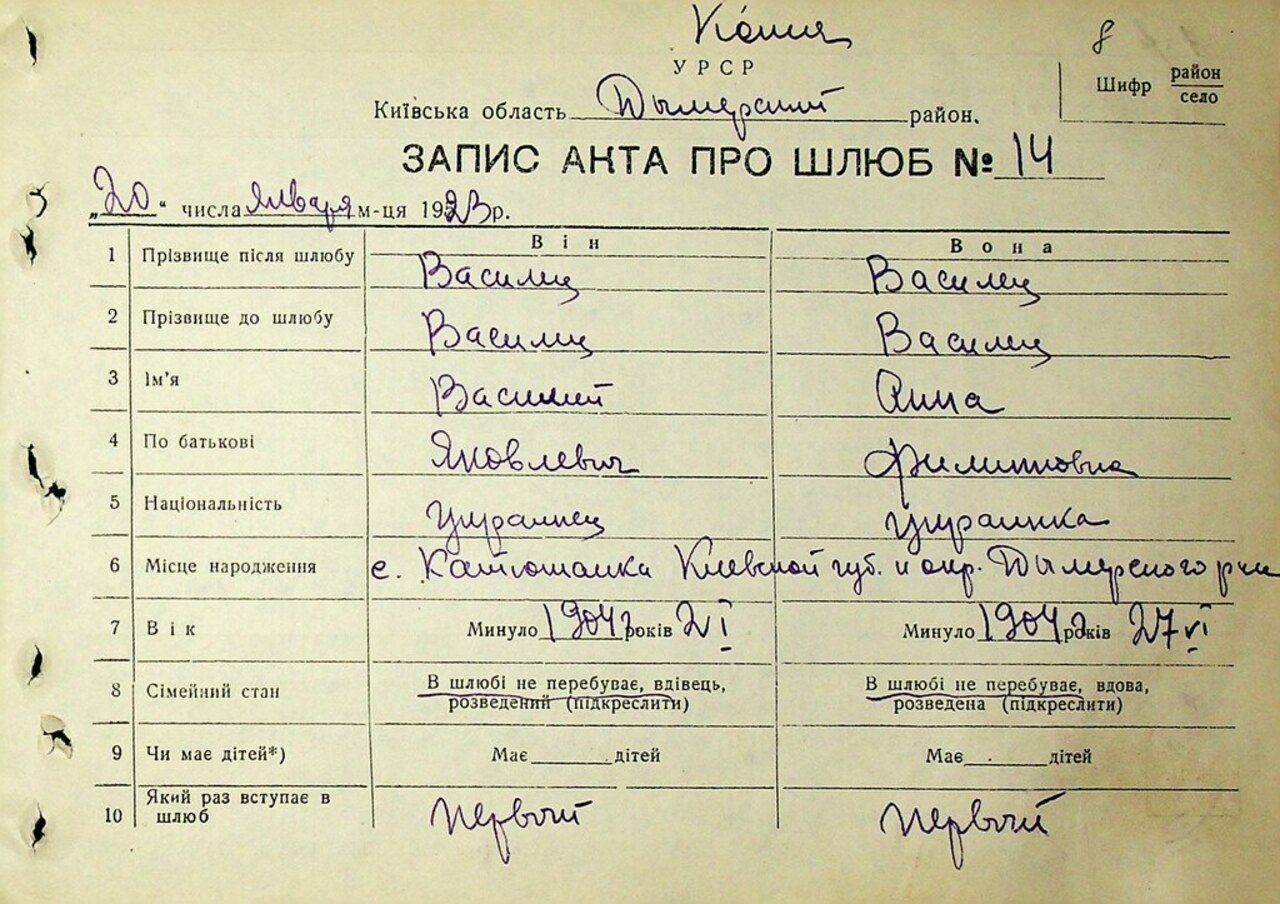 Копия
8
УРСР
Шифр район
село
Київська область Дымерский район.
ЗАПИС АКТА ПРО ШЛЮБ № 14
„20“ числа Января м-ця 1923 р.
Він Вона
1 Прізвище після шлюбу Василец Василец
2 Прізвище до шлюбу Василец Василец
3 Ім'я Василий Анна
4 По батькові Яковлевич Филипповна
5 Національність Украинец Украинка
6 Місце народження с. Катюжанка Киевской губ. и окр. Дымерского р-на
7 Вік Минуло 1904 г років 2 I Минуло 1904 г років 27 VI
8 Сімейний стан В шлюбі не перебуває, вдівець, В шлюбі не перебуває, вдова,
розведений (підкреслити) розведена (підкреслити)
9 Чи має дітей*) Має дітей Має дітей
10 Який раз вступає в
шлюб первый первый